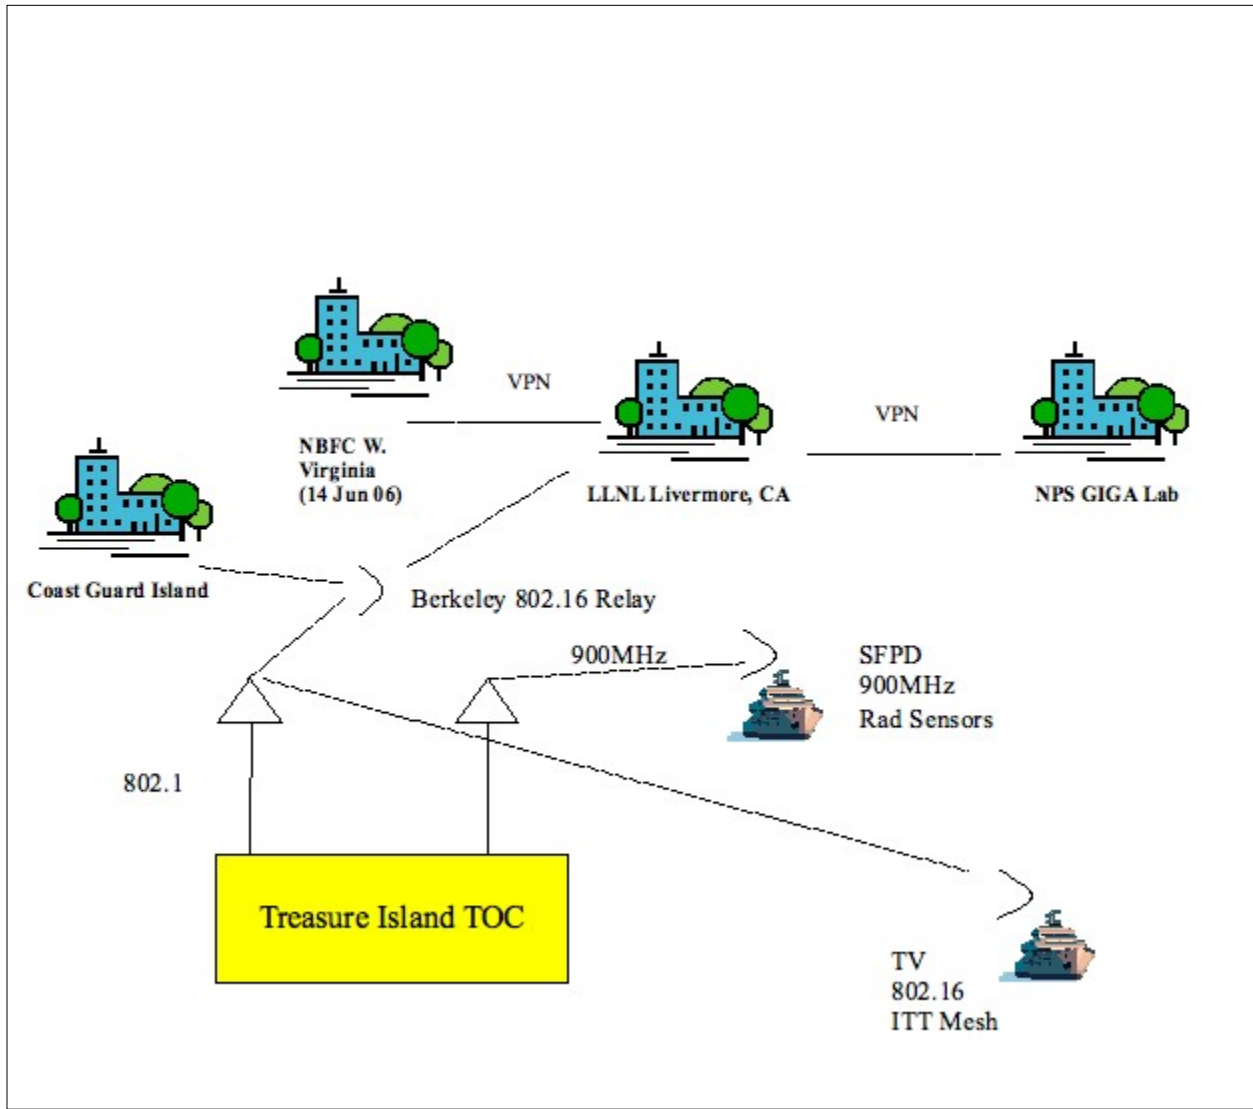 VPN
VPN
NBFC W.
Virginia
(14 Jun 06)
LLNL Livermore, CA
NPS GIGA Lab
Coast Guard Island
Berkeley 802.16 Relay
900MHz
SFPD
900MHz
Rad Sensors
802.1
Treasure Island TOC
TV
802.16
ITT Mesh